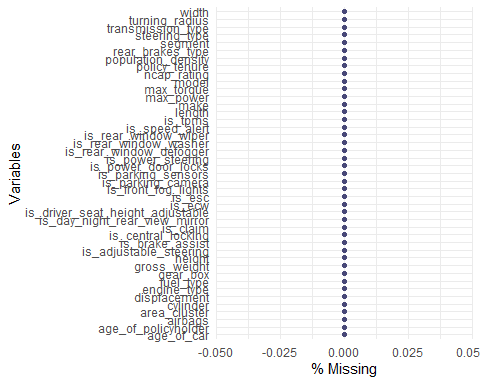 width
turning_radius
transmission_type
steering_type
segment
rear_brakes_type
population_density
policy_tenure
ncap_rating
model
max_torque
max_power
make
length
is_tpms
is_speed_alert
is_rear_window_wiper
is_rear_window_washer
is_rear_window_defogger
is_power_steering
is_power_door_locks
is_parking_sensors
is_parking_camera
is_front_fog_lights
is_esc
is_ecw
is_driver_seat_height_adjustable
is_day_night_rear_view_mirror
is_claim
is_central_locking
is_brake_assist
is_adjustable_steering
height
gross_weight
gear_box
fuel_type
engine_type
displacement
cylinder
area_cluster
airbags
age_of_policyholder
age_of_car
Variables
-0.050 -0.025 0.000 0.025 0.05
% Missing